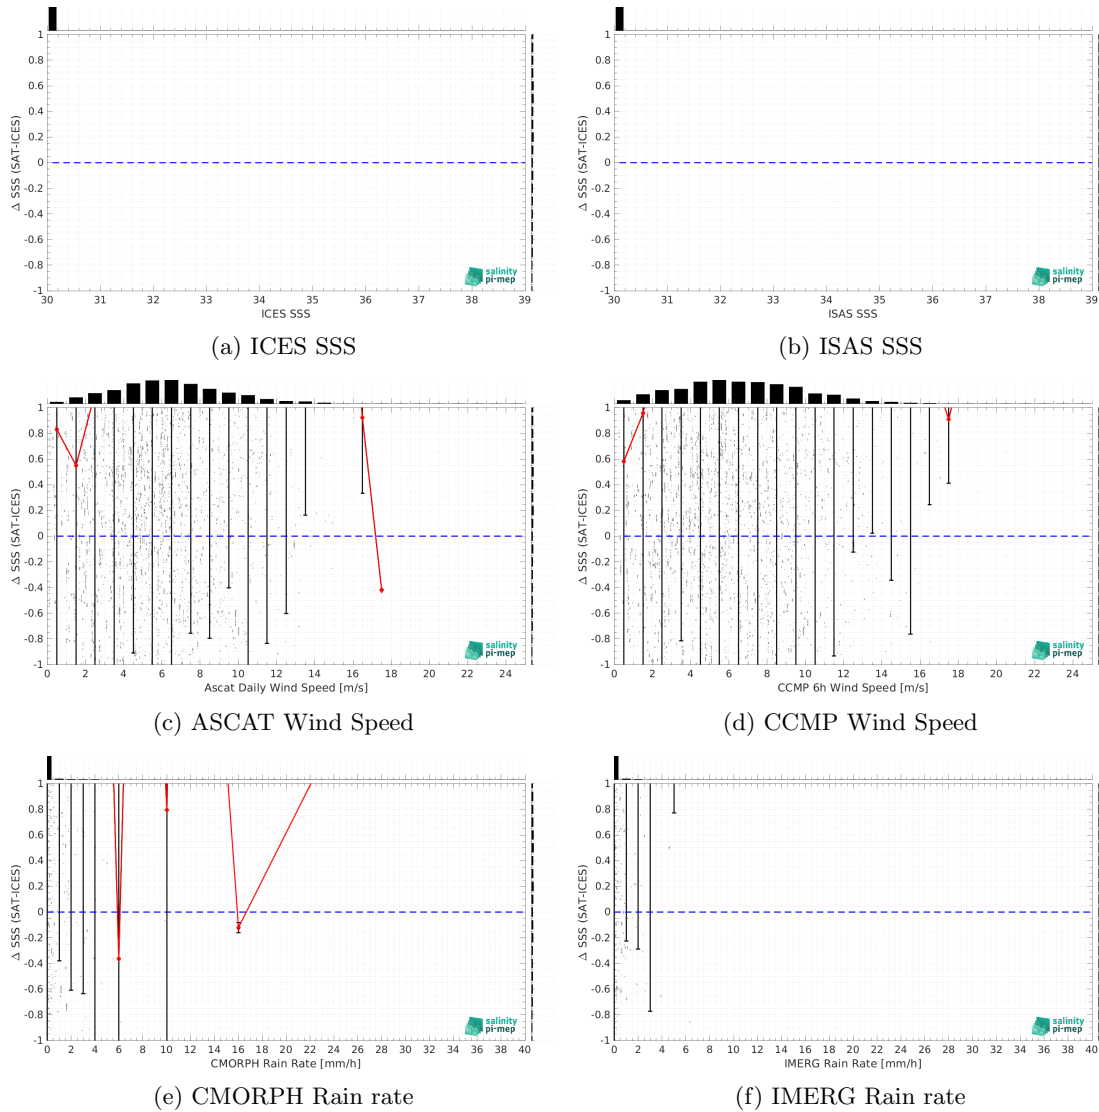 1
0.8
0.6
0.4
0.2
0
-0.2
-0.4
-0.6
-0.8
-1
Δ SSS (SAT-ICES)
salinity
pi-mep
30 31 32 33 34 35 36 37 38 39
ICES SSS
(a) ICES SSS
1
0.8
0.6
0.4
0.2
0
-0.2
-0.4
-0.6
-0.8
-1
Δ SSS (SAT-ICES)
salinity
pi-mep
30 31 32 33 34 35 36 37 38 39
ISAS SSS
(b) ISAS SSS
1
0.8
0.6
0.4
0.2
0
-0.2
-0.4
-0.6
-0.8
-1
Δ SSS (SAT-ICES)
salinity
pi-mep
0 2 4 6 8 10 12 14 16 18 20 22 24
Ascat Daily Wind Speed [m/s]
(c) ASCAT Wind Speed
1
0.8
0.6
0.4
0.2
0
-0.2
-0.4
-0.6
-0.8
-1
Δ SSS (SAT-ICES)
salinity
pi-mep
0 2 4 6 8 10 12 14 16 18 20 22 24
CCMP 6h Wind Speed [m/s]
(d) CCMP Wind Speed
1
0.8
0.6
0.4
0.2
0
-0.2
-0.4
-0.6
-0.8
-1
Δ SSS (SAT-ICES)
salinity
pi-mep
0 2 4 6 8 10 12 14 16 18 20 22 24 26 28 30 32 34 36 38 40
CMORPH Rain Rate [mm/h]
(e) CMORPH Rain rate
1
0.8
0.6
0.4
0.2
0
-0.2
-0.4
-0.6
-0.8
-1
Δ SSS (SAT-ICES)
salinity
pi-mep
0 2 4 6 8 10 12 14 16 18 20 22 24 26 28 30 32 34 36 38 40
IMERG Rain Rate [mm/h]
(f) IMERG Rain rate